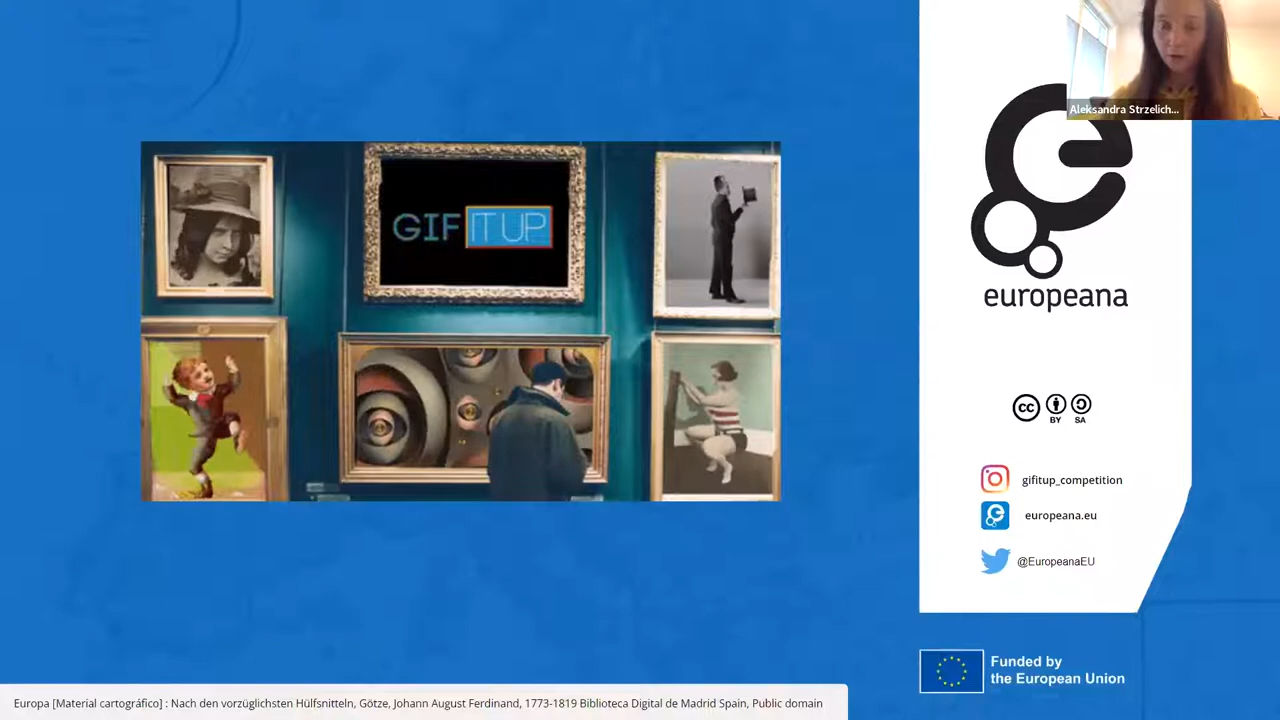 Aleksandra Strzelich...
GIF IT UP
europeana
cc
BY SA
gifitup_competition
europeana.eu
@EuropeanaEU
Funded by
the European Union
Europa [Material cartográfico] : Nach den vorzüglichsten Hülfsnitteln, Götze, Johann August Ferdinand, 1773-1819 Biblioteca Digital de Madrid Spain, Public domain